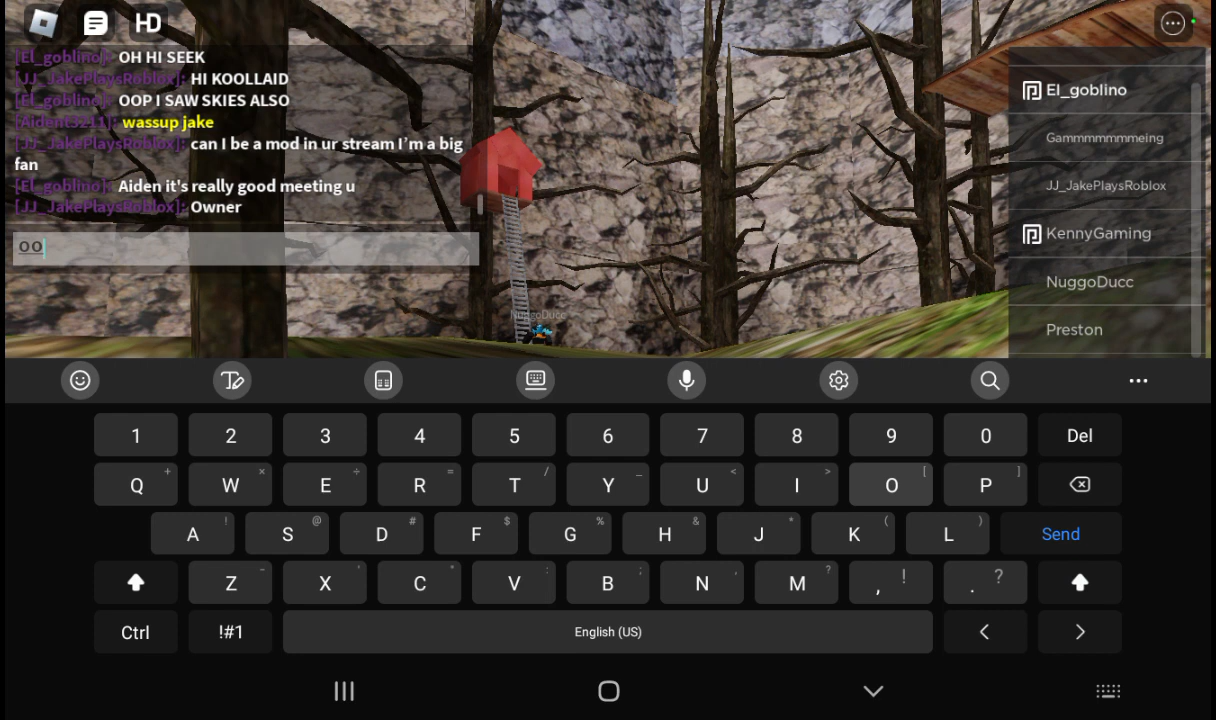 HD
[El_goblino]: OH HI SEEK
[JJ_JakePlaysRoblox]: HI KOOLLAID
[El_goblino]: OOP I SAW SKIES ALSO
[Aident3211]: wassup jake
[JJ_JakePlaysRoblox]: can I be a mod in ur stream I'm a big
fan
[El_goblino]: Aiden it's really good meeting u
[JJ_JakePlaysRoblox]: Owner
oo
NuggoDucc
El_goblino
Gammmmmmmeing
JJ_JakePlaysRoblox
KennyGaming
NuggoDucc
Preston
1 2 3 4 5 6 7 8 9 0 Del
Q + W × E ÷ R = T / Y _ U < I > O [ P ]
A ! S @ D # F $ G % H & J * K ( L ) Send
Z - X ' C " V : B ; N , M ? , ! . ?
Ctrl !#1 English (US) < >